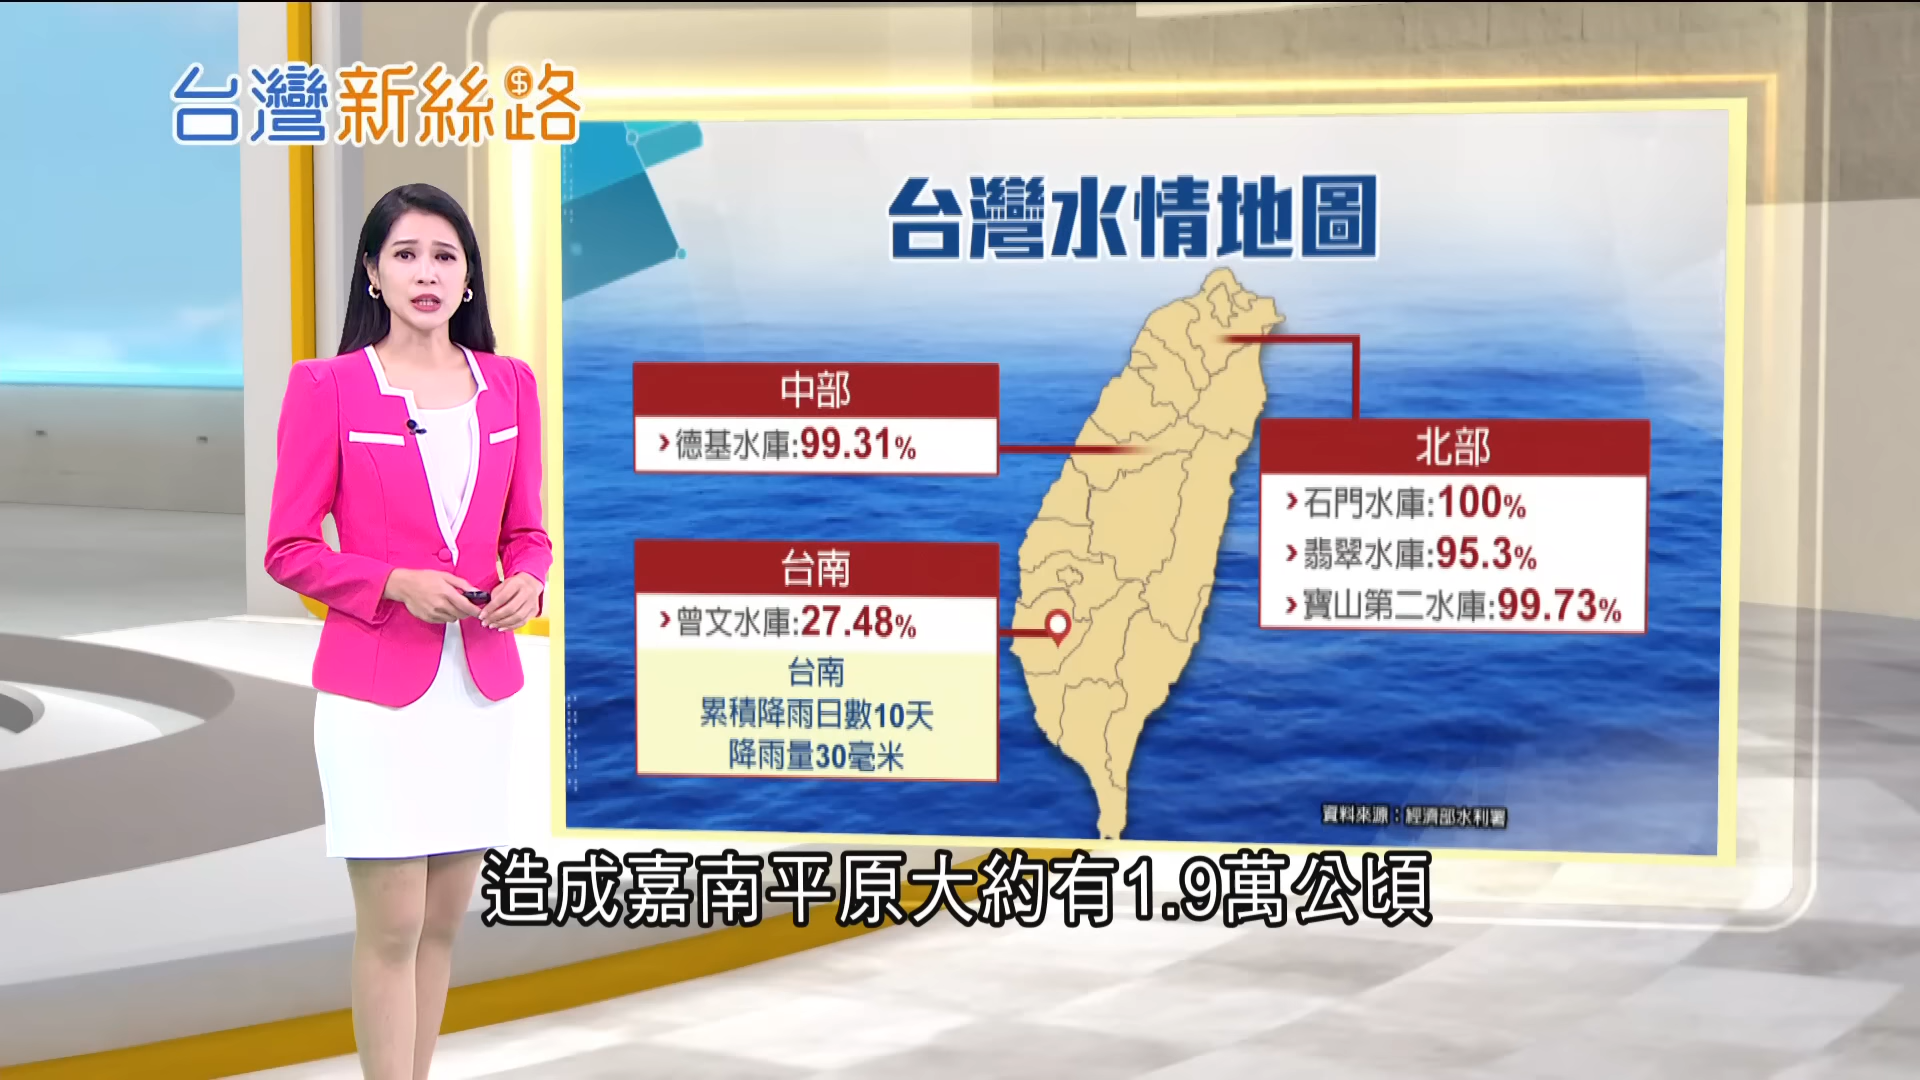 台灣新絲路
台灣水情地圖
中部
德基水庫:99.31%
北部
石門水庫:100%
翡翠水庫:95.3%
寶山第二水庫:99.73%
台南
曾文水庫:27.48%
台南
累積降雨日數10天
降雨量30毫米
資料來源：經濟部水利署
造成嘉南平原大約有1.9萬公頃